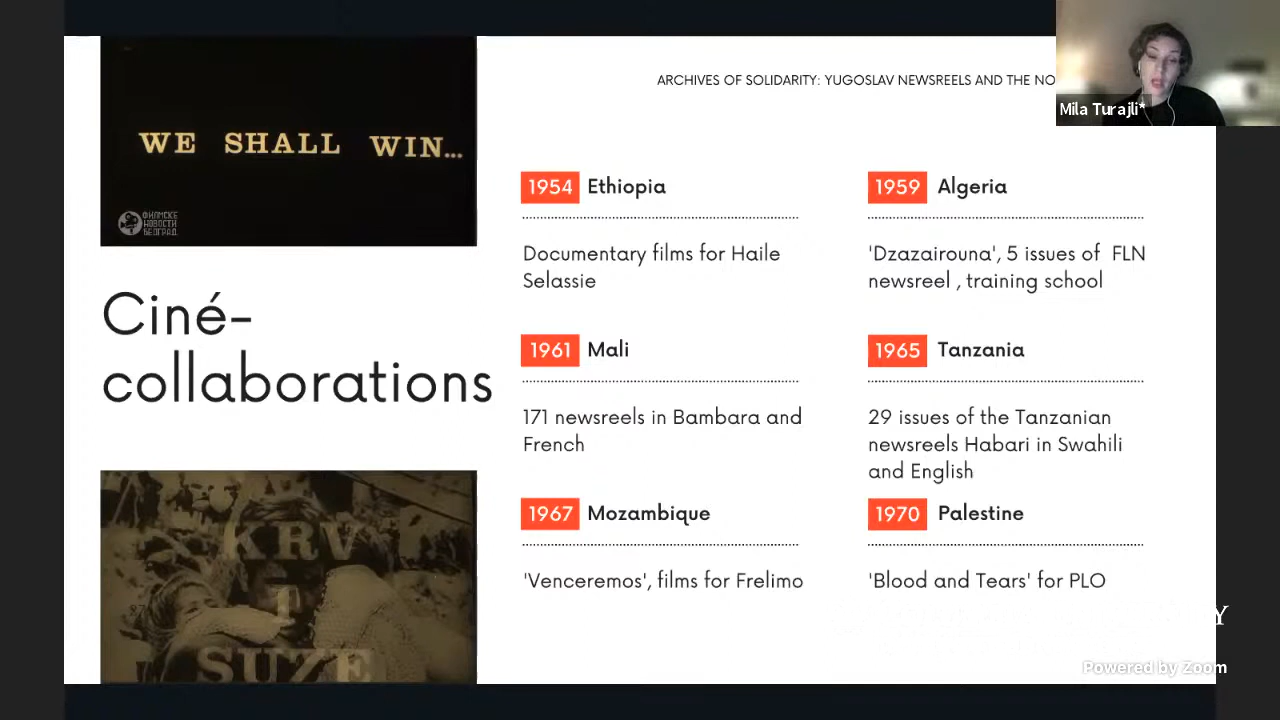 WE SHALL WIN...
ФИЛМСКЕ
НОВОСТИ
БЕОГРАД
ARCHIVES OF SOLIDARITY: YUGOSLAV NEWSREELS AND THE NO
Mila Turajli*
Ciné-
collaborations
1954 Ethiopia
Documentary films for Haile
Selassie
1959 Algeria
'Dzazairouna', 5 issues of FLN
newsreel , training school
1961 Mali
171 newsreels in Bambara and
French
1965 Tanzania
29 issues of the Tanzanian
newsreels Habari in Swahili
and English
1967 Mozambique
'Venceremos', films for Frelimo
1970 Palestine
'Blood and Tears' for PLO
KRV
I
SUZE
Y
Powered by Zoom